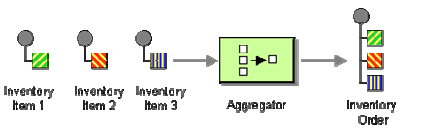 Inventory
Item 1
Inventory
Item 2
Inventory
Item 3
Aggregator
Inventory
Order